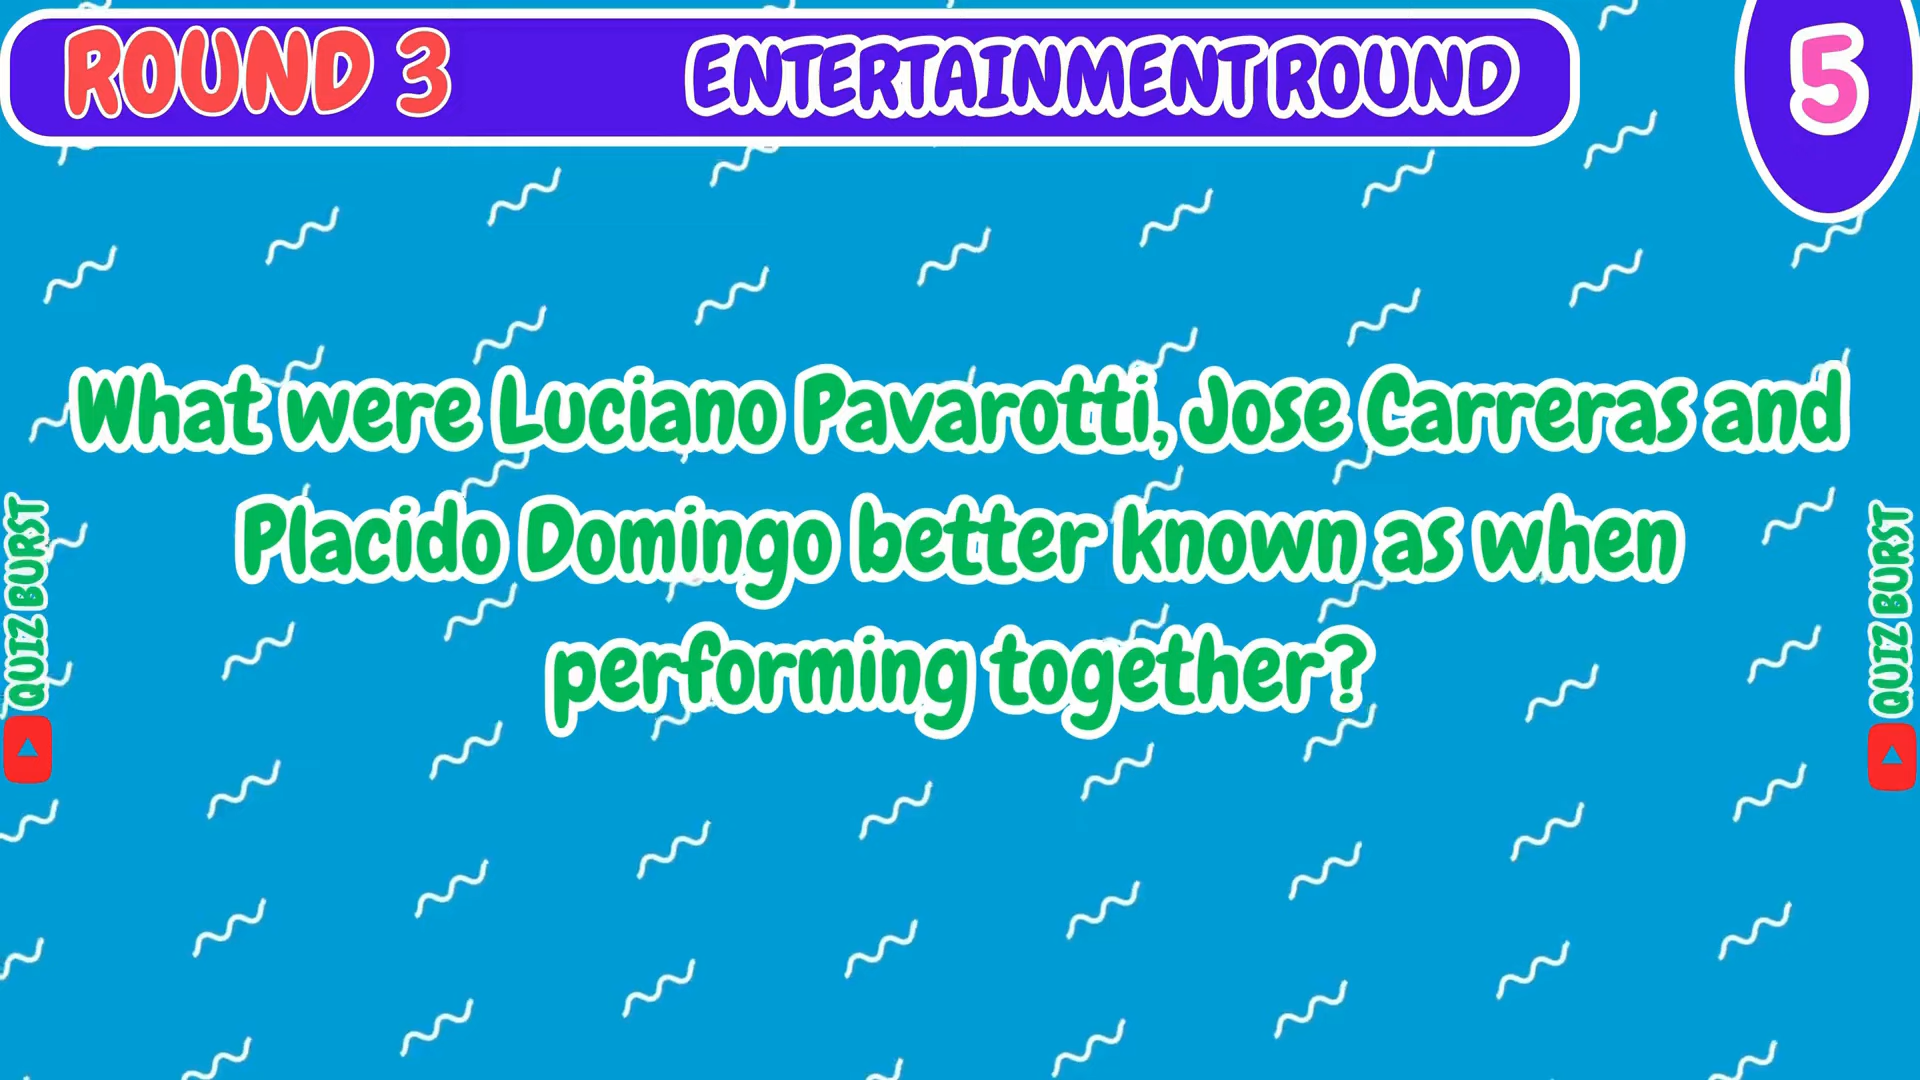 ROUND 3
ENTERTAINMENT ROUND
5
What were Luciano Pavarotti, Jose Carreras and
Placido Domingo better known as when
performing together?
QUIZ BURST
QUIZ BURST